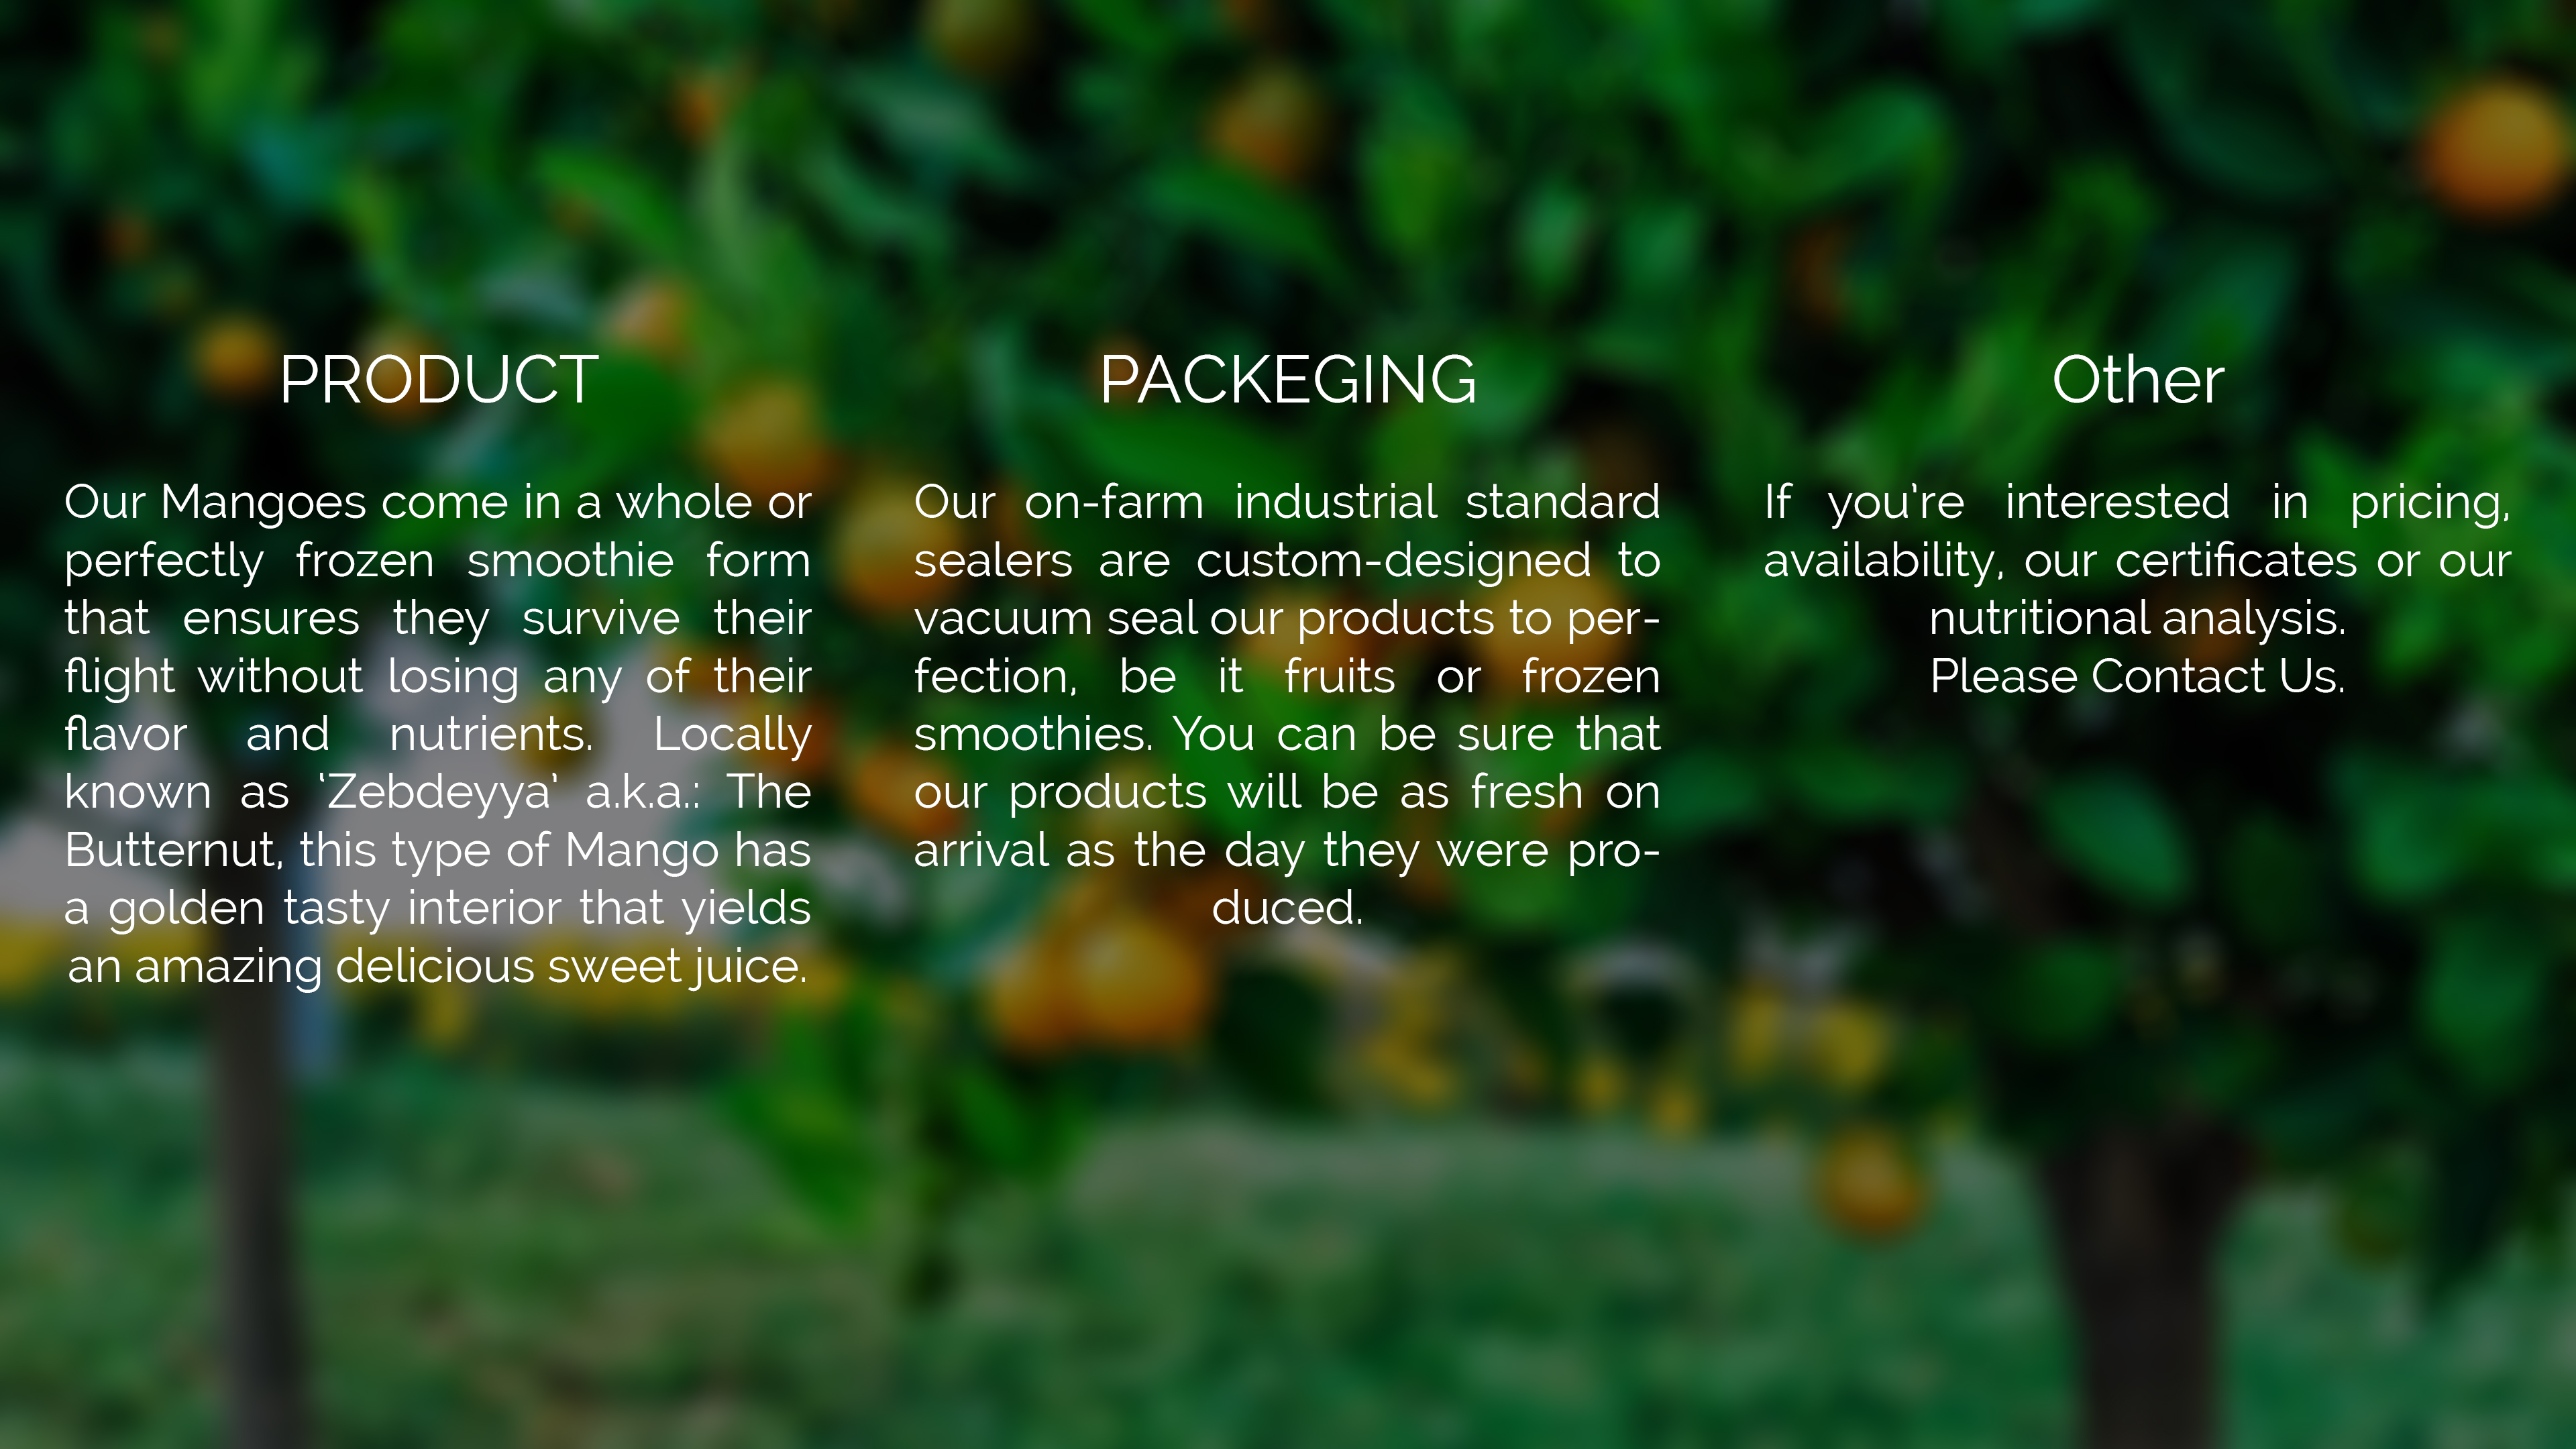 PRODUCT
Our Mangoes come in a whole or
perfectly frozen smoothie form
that ensures they survive their
flight without losing any of their
flavor and nutrients. Locally
known as ‘Zebdeyya’ a.k.a.: The
Butternut, this type of Mango has
a golden tasty interior that yields
an amazing delicious sweet juice.
PACKEGING
Our on-farm industrial standard
sealers are custom-designed to
vacuum seal our products to per-
fection, be it fruits or frozen
smoothies. You can be sure that
our products will be as fresh on
arrival as the day they were pro-
duced.
Other
If you’re interested in pricing,
availability, our certificates or our
nutritional analysis.
Please Contact Us.